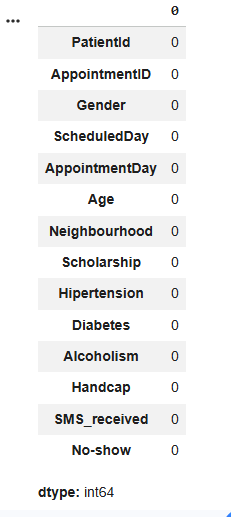 ...
0
PatientId 0
AppointmentID 0
Gender 0
ScheduledDay 0
AppointmentDay 0
Age 0
Neighbourhood 0
Scholarship 0
Hipertension 0
Diabetes 0
Alcoholism 0
Handcap 0
SMS_received 0
No-show 0
dtype: int64